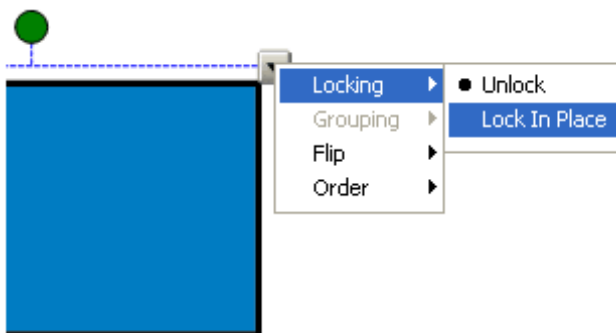 Locking
Grouping
Flip
Order
Unlock
Lock In Place